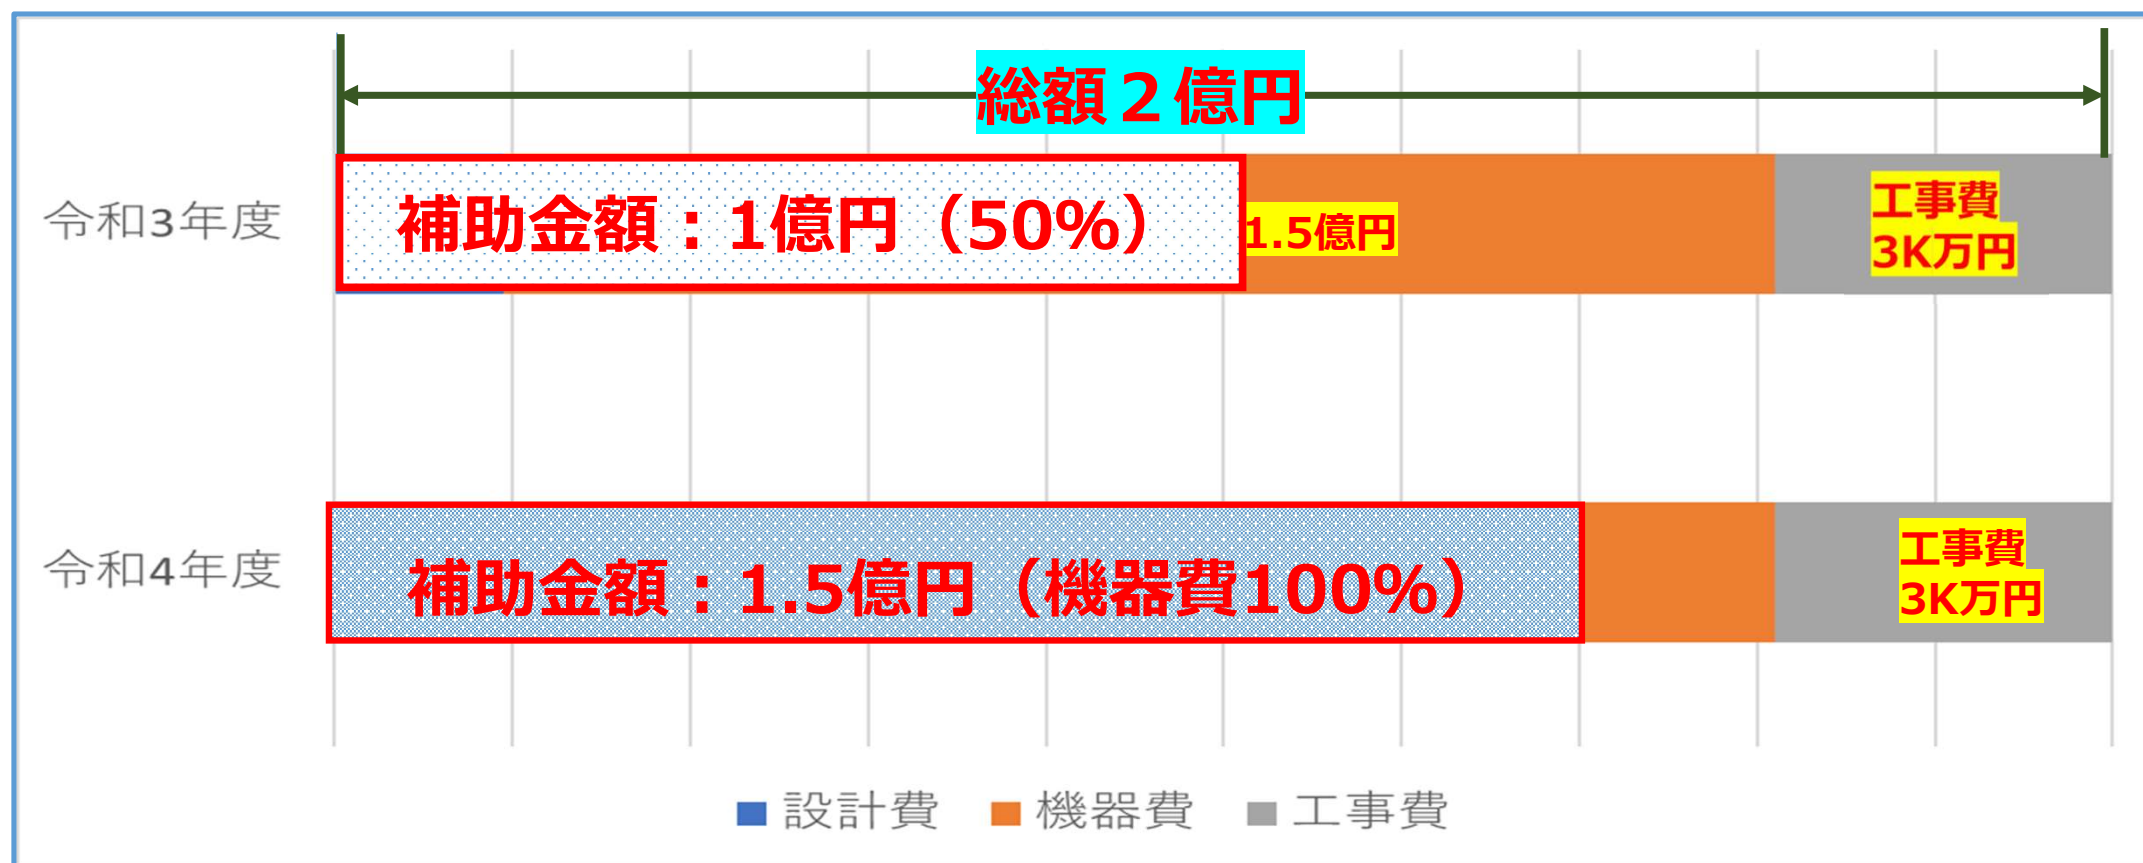 総額２億円
令和3年度
補助金額：1億円（50%）
1.5億円
工事費
3K万円
令和4年度
補助金額：1.5億円（機器費100%）
工事費
3K万円
設計費 機器費 工事費